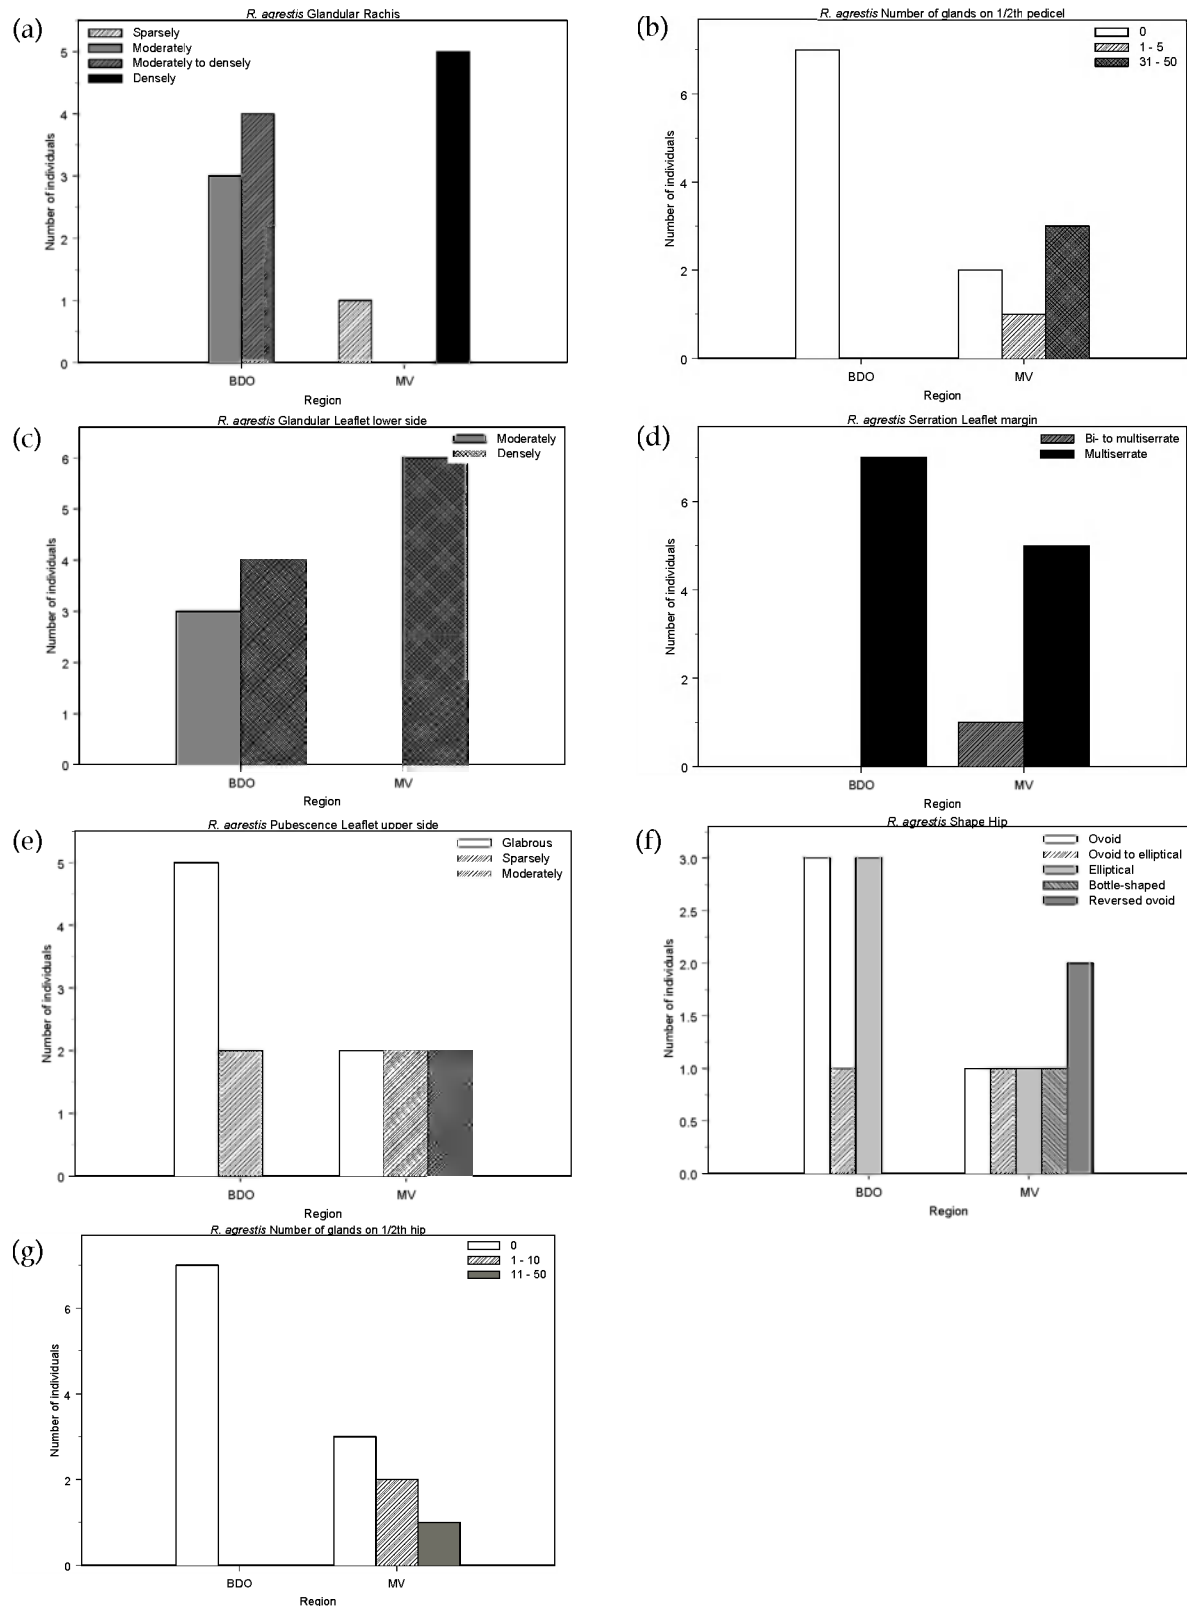 (a)
R. agrestis Glandular Rachis
Sparsely
Moderately
Moderately to densely
Densely
5
4
3
2
1
0
Number of individuals
BDO MV
Region
(b)
R. agrestis Number of glands on 1/2th pedicel
0
1 - 5
31 - 50
6
4
2
0
Number of individuals
BDO MV
Region
(c)
R. agrestis Glandular Leaflet lower side
Moderately
Densely
6
5
4
3
2
1
0
Number of individuals
BDO MV
Region
(d)
R. agrestis Serration Leaflet margin
Bi- to multiserrate
Multiserrate
6
4
2
0
Number of individuals
BDO MV
Region
(e)
R. agrestis Pubescence Leaflet upper side
Glabrous
Sparsely
Moderately
5
4
3
2
1
0
Number of individuals
BDO MV
Region
(f)
R. agrestis Shape Hip
Ovoid
Ovoid to elliptical
Elliptical
Bottle-shaped
Reversed ovoid
3.0
2.5
2.0
1.5
1.0
0.5
0.0
Number of individuals
BDO MV
Region
(g)
R. agrestis Number of glands on 1/2th hip
0
1 - 10
11 - 50
6
4
2
0
Number of individuals
BDO MV
Region